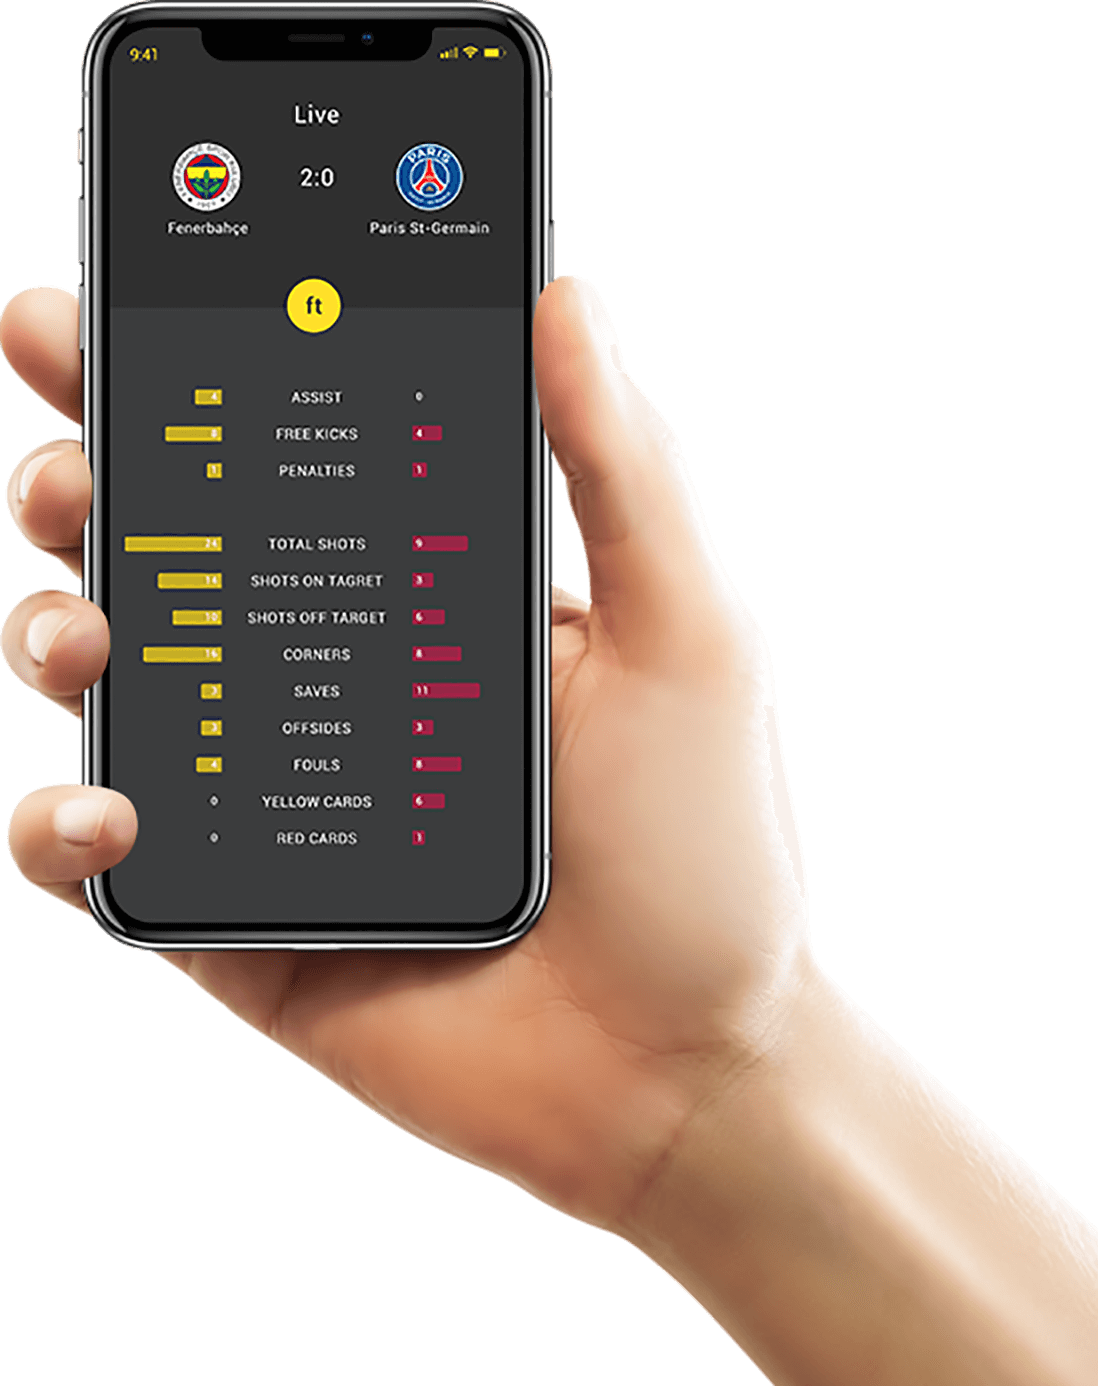 9:41
Live
2:0
PARIS
Fenerbahçe Paris St-Germain
ft
4 ASSIST 0
8 FREE KICKS 4
1 PENALTIES 1
24 TOTAL SHOTS 9
14 SHOTS ON TAGRET 3
10 SHOTS OFF TARGET 6
16 CORNERS 8
3 SAVES 11
3 OFFSIDES 3
4 FOULS 8
0 YELLOW CARDS 6
0 RED CARDS 1